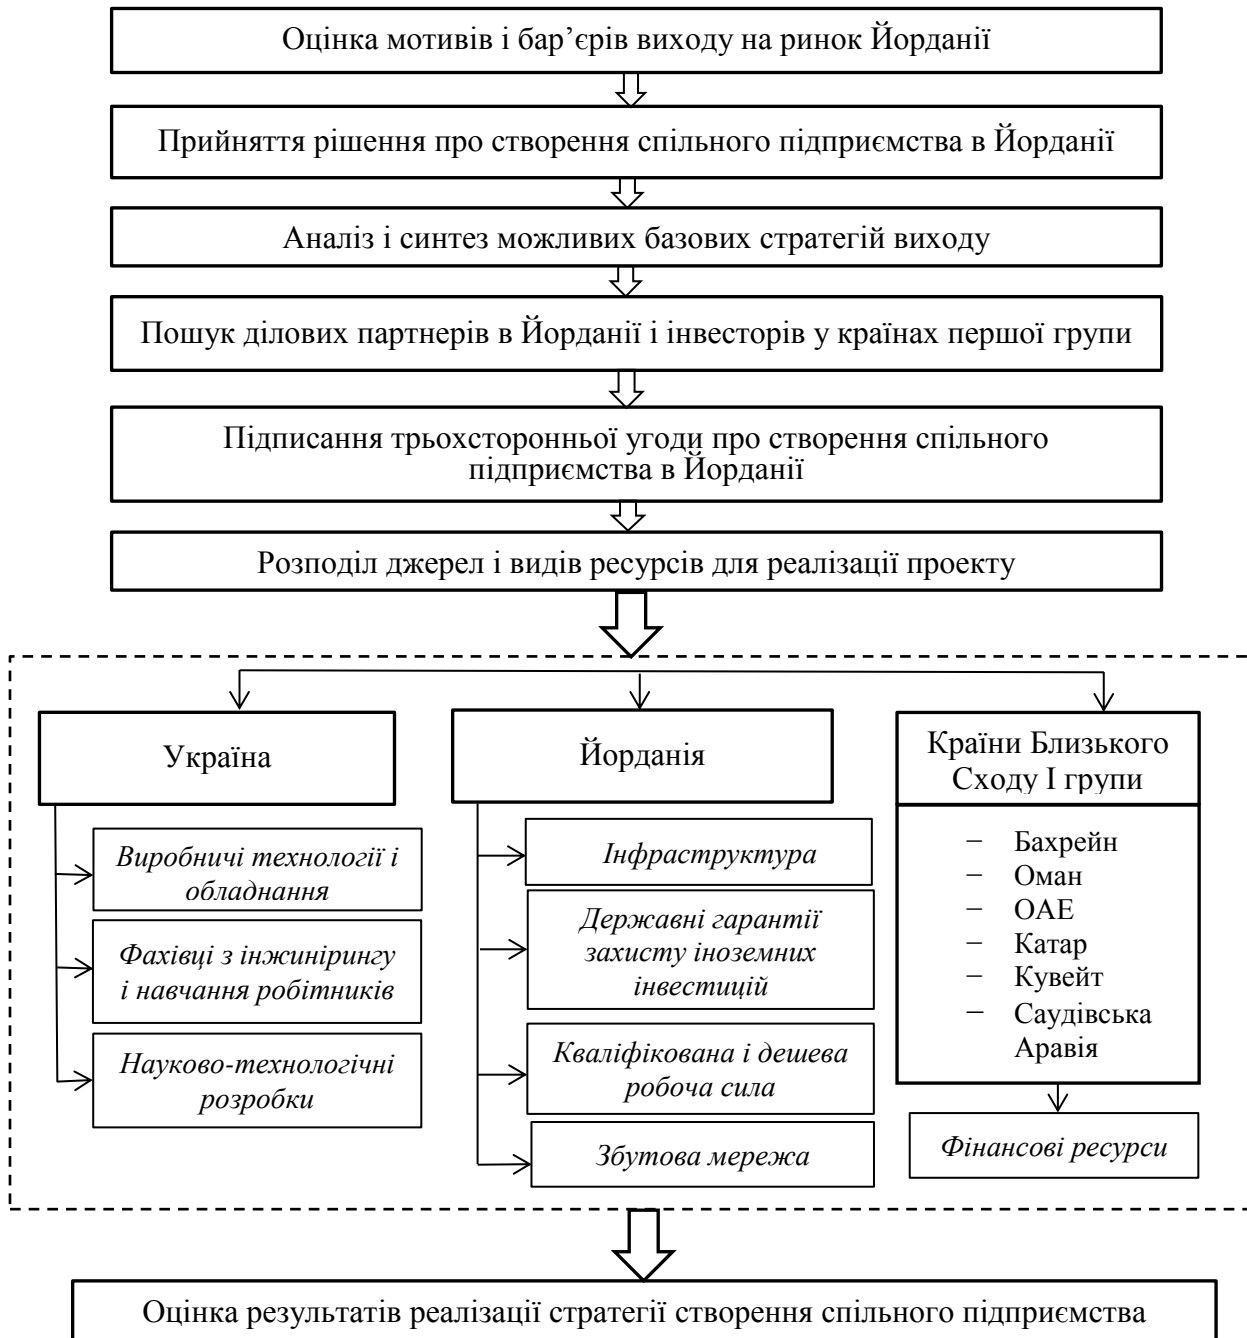 Оцінка мотивів і бар’єрів виходу на ринок Йорданії
Прийняття рішення про створення спільного підприємства в Йорданії
Аналіз і синтез можливих базових стратегій виходу
Пошук ділових партнерів в Йорданії і інвесторів у країнах першої групи
Підписання трьохсторонньої угоди про створення спільного
підприємства в Йорданії
Розподіл джерел і видів ресурсів для реалізації проекту
Україна
Виробничі технології і
обладнання
Фахівці з інжинірингу
і навчання робітників
Науково-технологічні
розробки
Йорданія
Інфраструктура
Державні гарантії
захисту іноземних
інвестицій
Кваліфікована і дешева
робоча сила
Збутова мережа
Країни Близького
Сходу І групи
− Бахрейн
− Оман
− ОАЕ
− Катар
− Кувейт
− Саудівська
Аравія
Фінансові ресурси
Оцінка результатів реалізації стратегії створення спільного підприємства